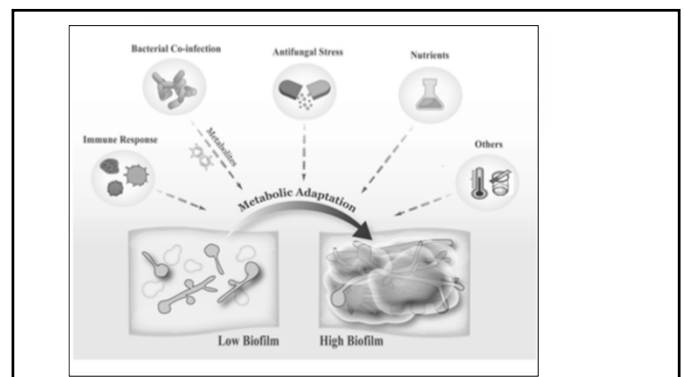 Bacterial Co-infection
Antifungal Stress
Nutrients
Immune Response
Metabolites
Others
Metabolic Adaptation
Low Biofilm
High Biofilm